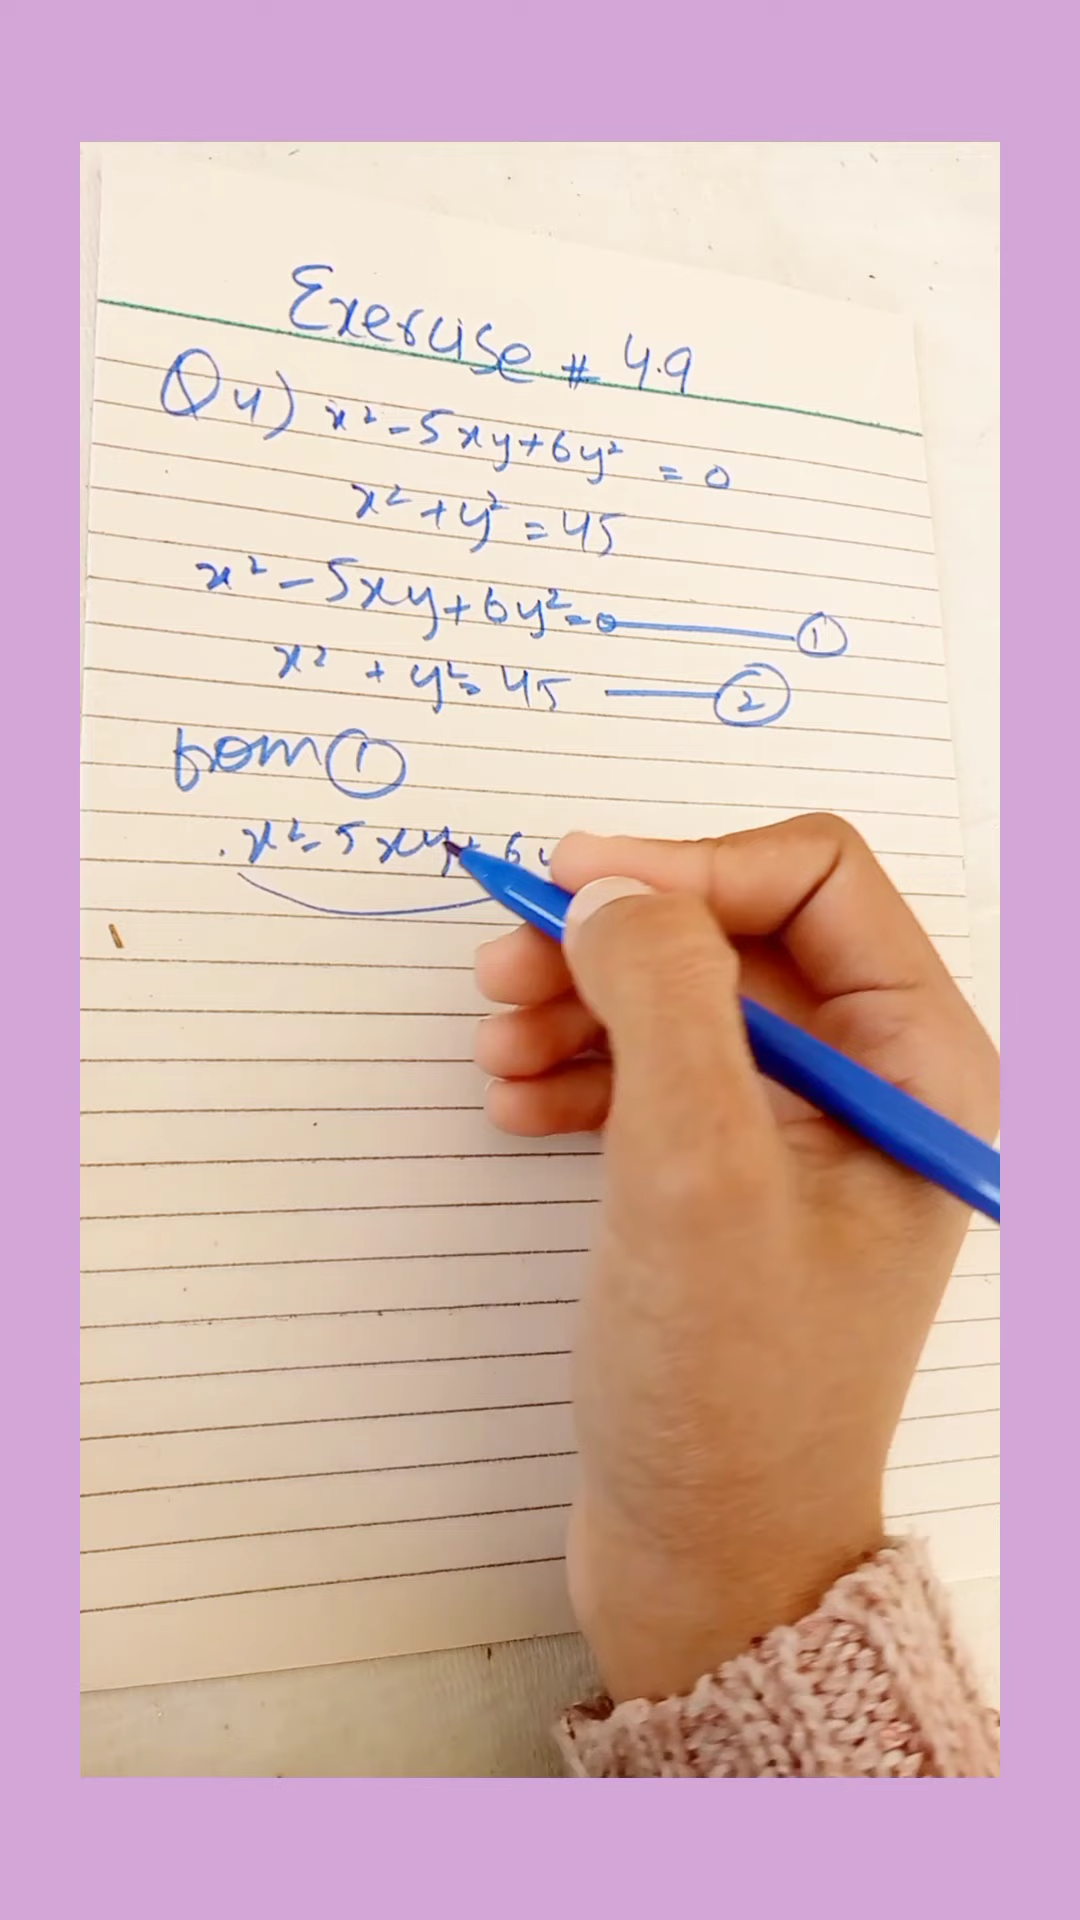 Exercise # 4.9
Q4) x²-5xy+6y² = 0
x²+y²=45
x²-5xy+6y²=0 ——— ①
x² + y²= 45 —— ②
from ①
x²-5xy+6